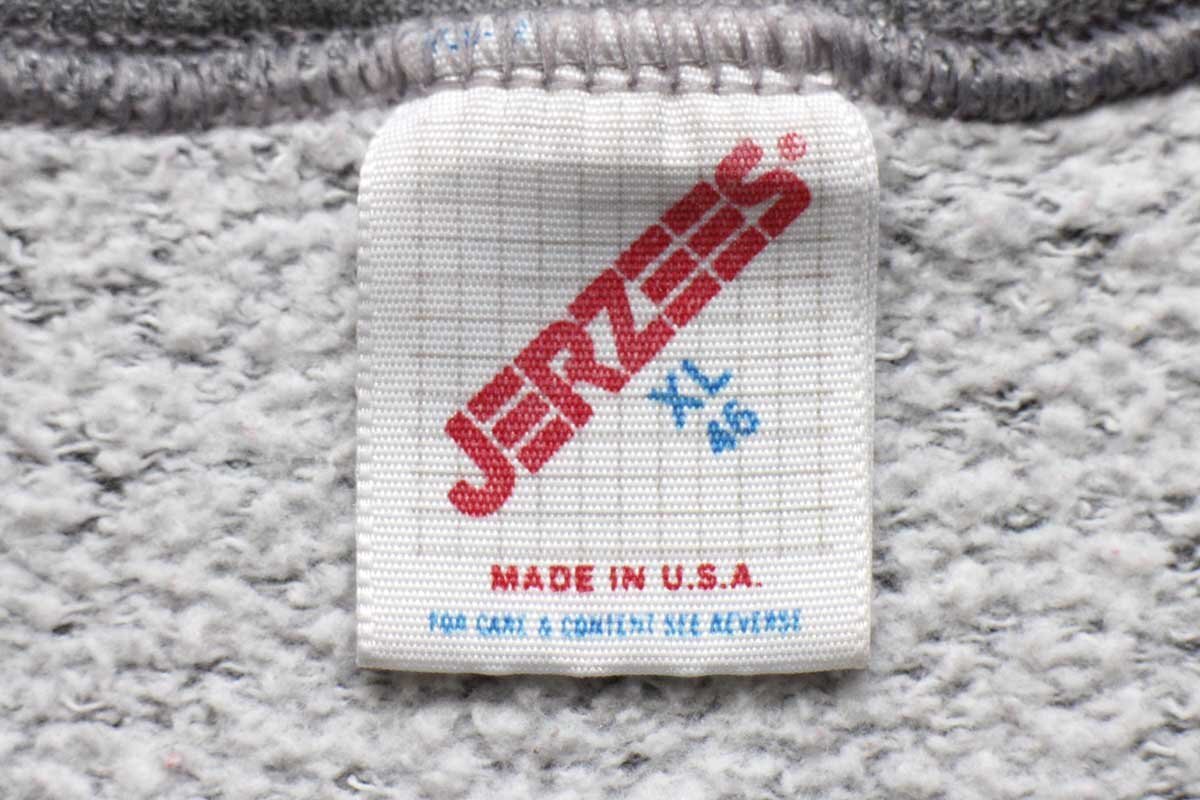 JERZEES®
XL
46
MADE IN U.S.A.
FOR CARE & CONTENT SEE REVERSE